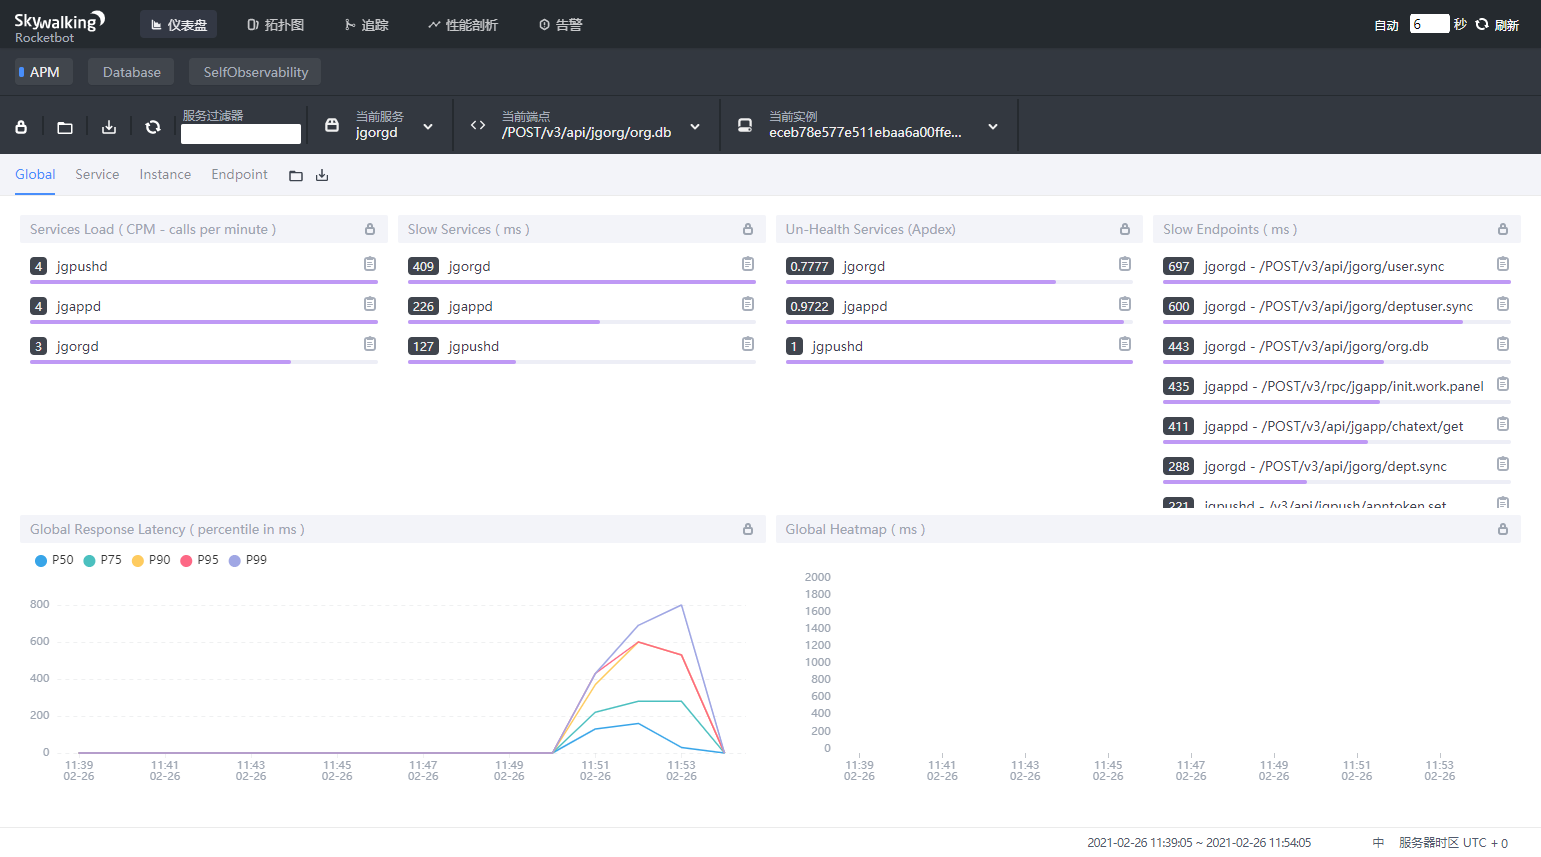 Skywalking
Rocketbot
仪表盘
拓扑图
追踪
性能剖析
告警
自动 6 秒 刷新
APM
Database
SelfObservability
服务过滤器
当前服务
jgorgd
当前端点
/POST/v3/api/jgorg/org.db
当前实例
eceb78e577e511ebaa6a00ffe...
Global
Service
Instance
Endpoint
Services Load ( CPM - calls per minute )
4 jgpushd
4 jgappd
3 jgorgd
Slow Services ( ms )
409 jgorgd
226 jgappd
127 jgpushd
Un-Health Services (Apdex)
0.7777 jgorgd
0.9722 jgappd
1 jgpushd
Slow Endpoints ( ms )
697 jgorgd - /POST/v3/api/jgorg/user.sync
600 jgorgd - /POST/v3/api/jgorg/deptuser.sync
443 jgorgd - /POST/v3/api/jgorg/org.db
435 jgappd - /POST/v3/rpc/jgapp/init.work.panel
411 jgappd - /POST/v3/api/jgapp/chatext/get
288 jgorgd - /POST/v3/api/jgorg/dept.sync
221 jgpushd - /v3/api/jgpush/apntoken.set
Global Response Latency ( percentile in ms )
P50 P75 P90 P95 P99
800
600
400
200
0
11:39 11:41 11:43 11:45 11:47 11:49 11:51 11:53
02-26 02-26 02-26 02-26 02-26 02-26 02-26 02-26
Global Heatmap ( ms )
2000
1800
1600
1400
1200
1000
800
600
400
200
0
11:39 11:41 11:43 11:45 11:47 11:49 11:51 11:53
02-26 02-26 02-26 02-26 02-26 02-26 02-26 02-26
2021-02-26 11:39:05 ~ 2021-02-26 11:54:05
中
服务器时区 UTC + 0